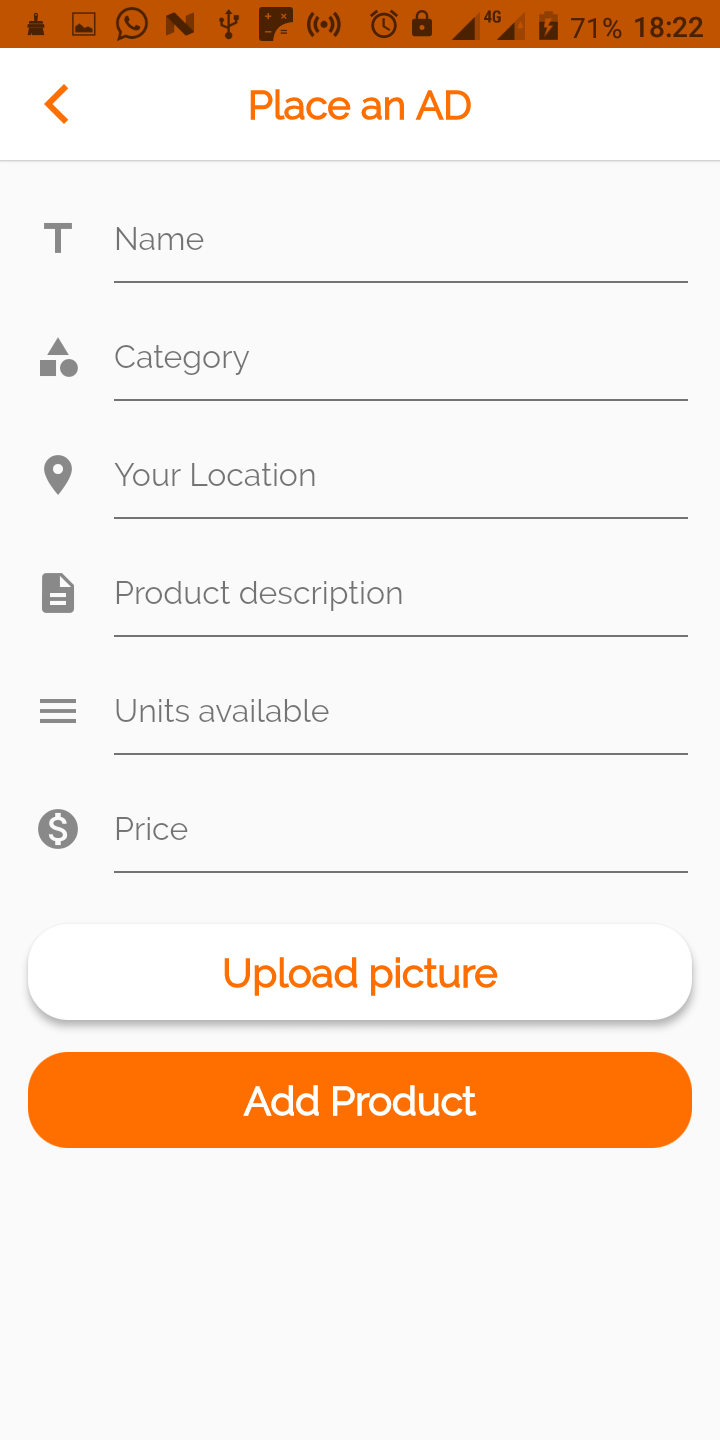 4G 71% 18:22
Place an AD
Name
Category
Your Location
Product description
Units available
Price
Upload picture
Add Product